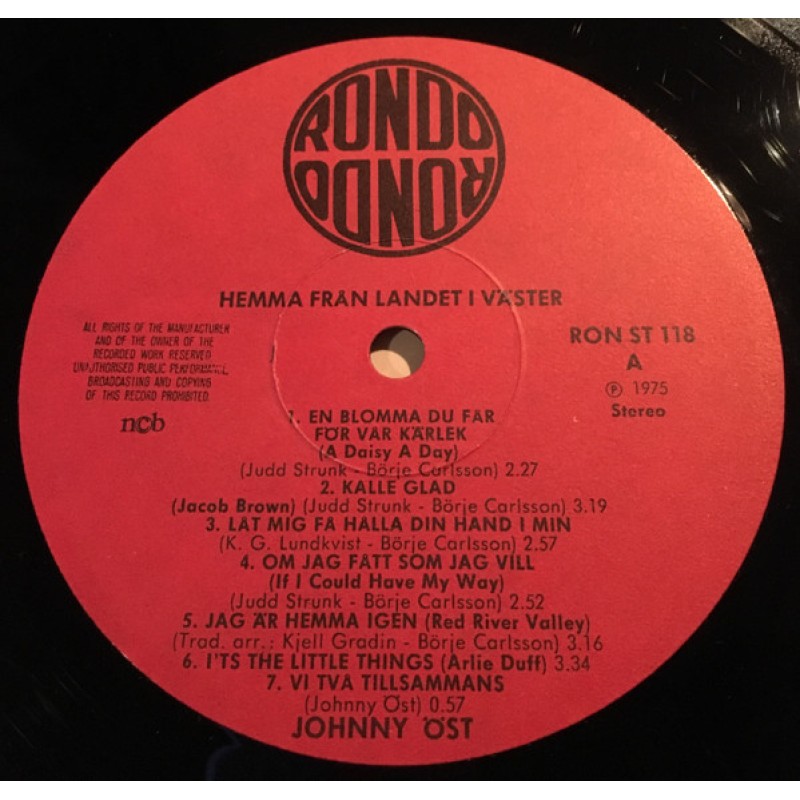 RONDO
RONDO
HEMMA FRÅN LANDET I VÄSTER
ALL RIGHTS OF THE MANUFACTURER
AND OF THE OWNER OF THE
RECORDED WORK RESERVED
UNAUTHORISED PUBLIC PERFORMANCE,
BROADCASTING AND COPYING
OF THIS RECORD PROHIBITED.
ncb
RON ST 118
A
Ⓟ 1975
Stereo
1. EN BLOMMA DU FÅR
FÖR VÅR KÄRLEK
(A Daisy A Day)
(Judd Strunk - Börje Carlsson) 2.27
2. KALLE GLAD
(Jacob Brown) (Judd Strunk - Börje Carlsson) 3.19
3. LÅT MIG FÅ HÅLLA DIN HAND I MIN
(K. G. Lundkvist - Börje Carlsson) 2.57
4. OM JAG FÅTT SOM JAG VILL
(If I Could Have My Way)
(Judd Strunk - Börje Carlsson) 2.52
5. JAG ÄR HEMMA IGEN (Red River Valley)
(Trad. arr.: Kjell Gradin - Börje Carlsson) 3.16
6. I'TS THE LITTLE THINGS (Arlie Duff) 3.34
7. VI TVÅ TILLSAMMANS
(Johnny Öst) 0.57
JOHNNY ÖST